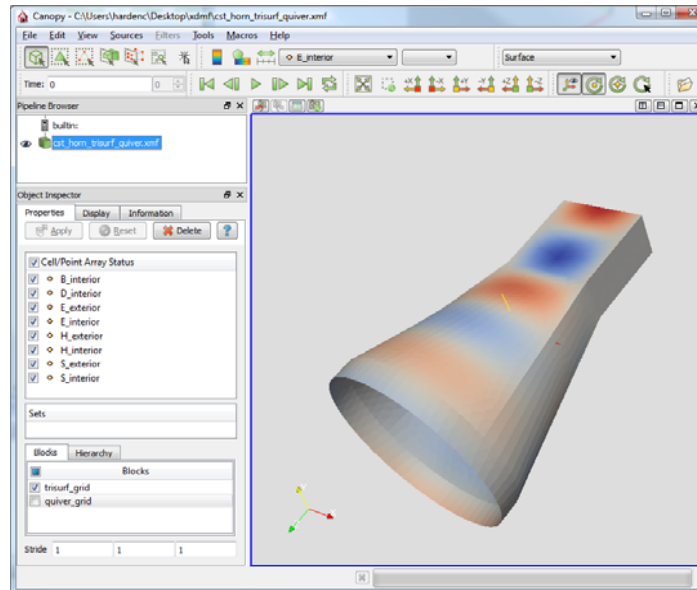 Canopy - C:\Users\hardenc\Desktop\xdmf\cst_horn_trisurf_quiver.xmf
File Edit View Sources Filters Tools Macros Help
E_interior Surface
Time: 0 0
Pipeline Browser
builtin:
cst_horn_trisurf_quiver.xmf
Object Inspector
Properties Display Information
Apply Reset Delete ?
Cell/Point Array Status
B_interior
D_interior
E_exterior
E_interior
H_exterior
H_interior
S_exterior
S_interior
Sets
Blocks Hierarchy
Blocks
trisurf_grid
quiver_grid
Stride 1 1 1